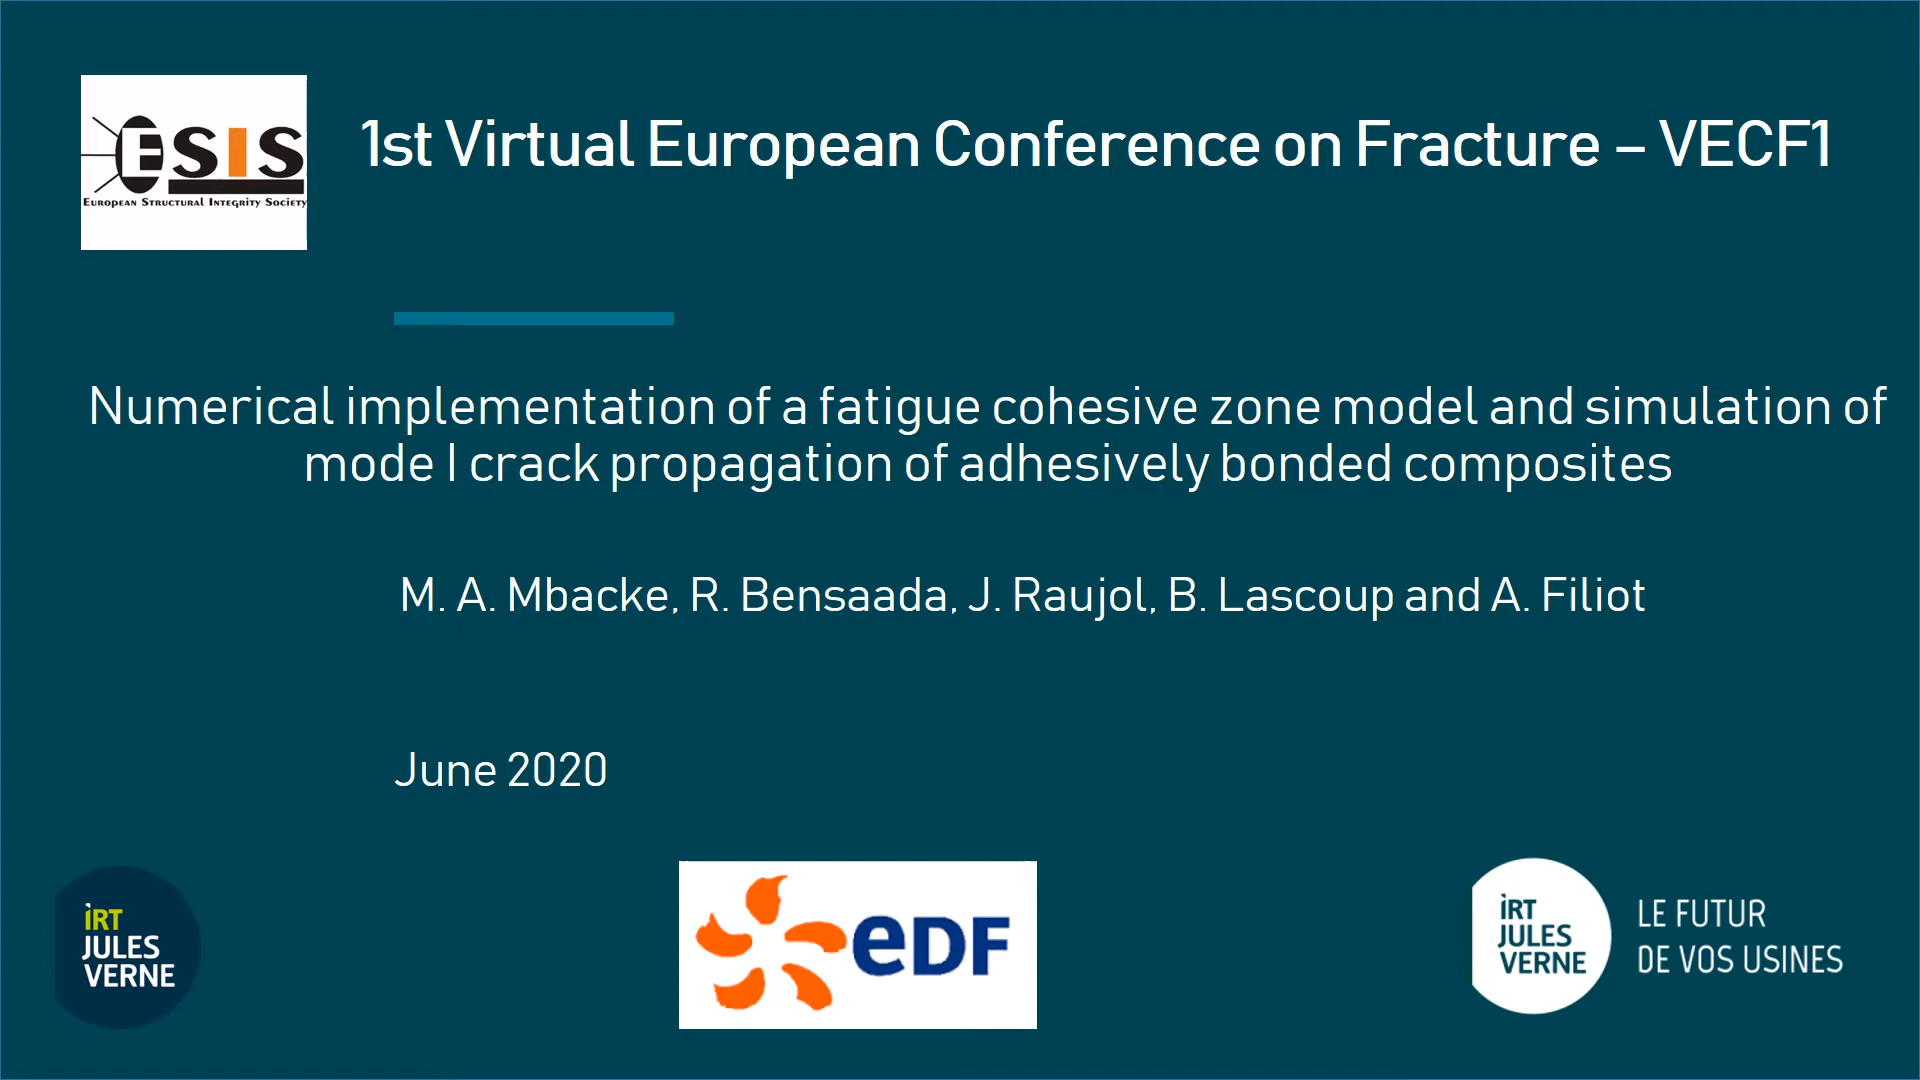 ESIS
European Structural Integrity Society
1st Virtual European Conference on Fracture – VECF1
Numerical implementation of a fatigue cohesive zone model and simulation of
mode I crack propagation of adhesively bonded composites
M. A. Mbacke, R. Bensaada, J. Raujol, B. Lascoup and A. Filiot
June 2020
iRT
JULES
VERNE
eDF
iRT
JULES
VERNE
LE FUTUR
DE VOS USINES